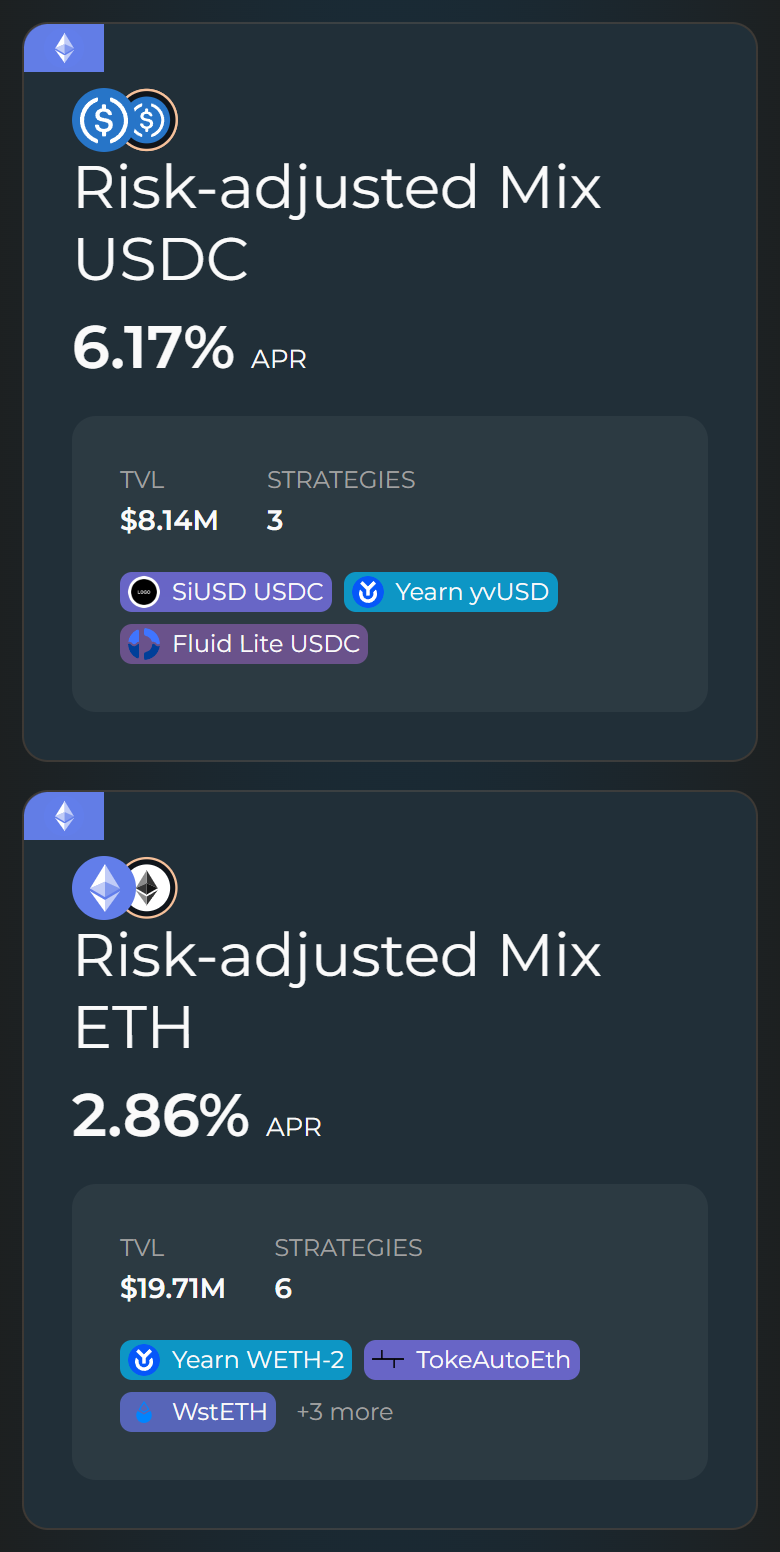 Risk-adjusted Mix
USDC
6.17% APR
TVL STRATEGIES
$8.14M 3
LOGO SiUSD USDC Yearn yvUSD
Fluid Lite USDC
Risk-adjusted Mix
ETH
2.86% APR
TVL STRATEGIES
$19.71M 6
Yearn WETH-2 TokeAutoEth
WstETH +3 more